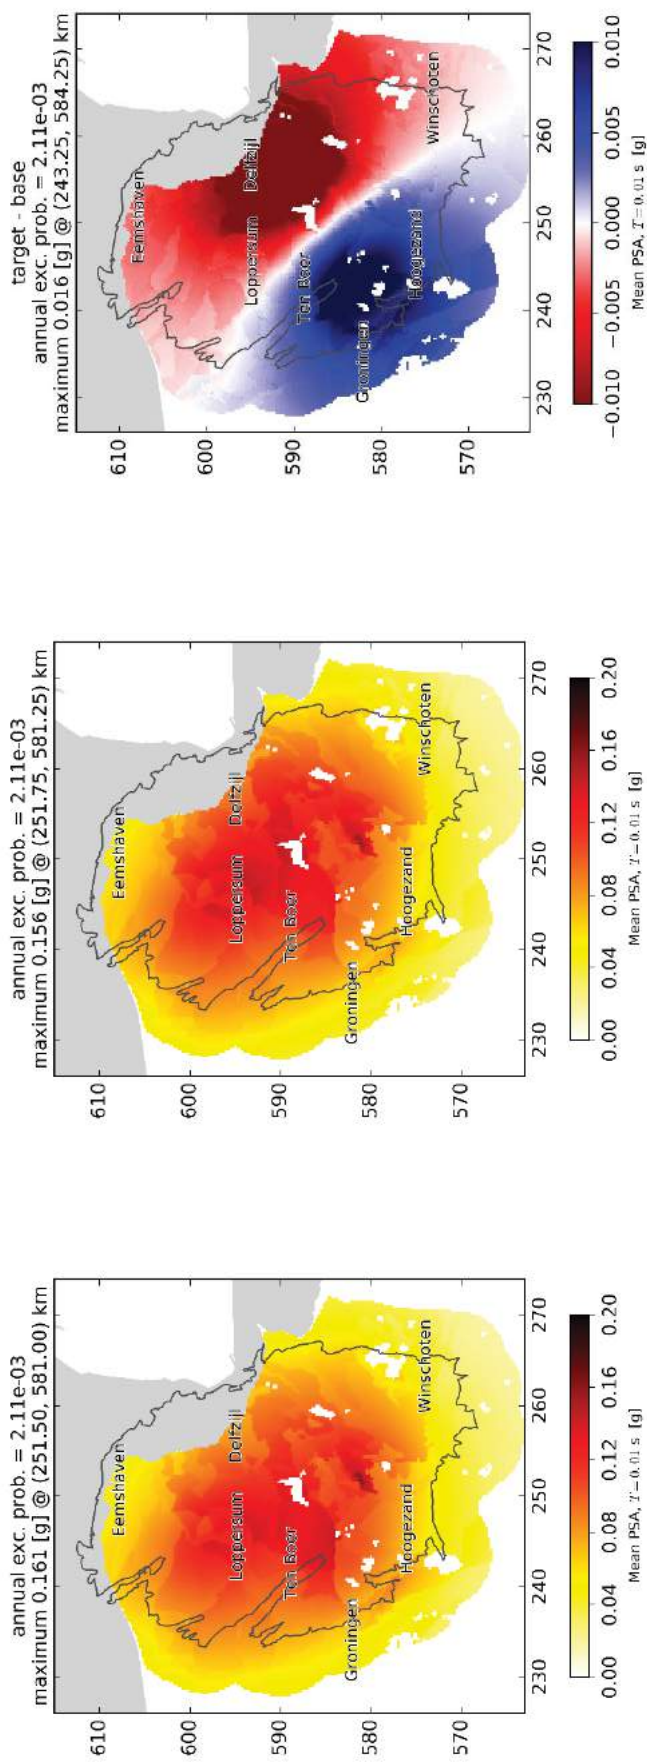 annual exc. prob. = 2.11e-03
maximum 0.161 [g] @ (251.50, 581.00) km
610
600
590
580
570
Eemshaven
Delfzijl
Loppersum
Ten Boer
Groningen
Hoogezand
Winschoten
230
240
250
260
270
0.00
0.04
0.08
0.12
0.16
0.20
Mean PSA, T=0.01 s [g]
annual exc. prob. = 2.11e-03
maximum 0.156 [g] @ (251.75, 581.25) km
610
600
590
580
570
Eemshaven
Delfzijl
Loppersum
Ten Boer
Groningen
Hoogezand
Winschoten
230
240
250
260
270
0.00
0.04
0.08
0.12
0.16
0.20
Mean PSA, T=0.01 s [g]
target - base
annual exc. prob. = 2.11e-03
maximum 0.016 [g] @ (243.25, 584.25) km
610
600
590
580
570
Eemshaven
Delfzijl
Loppersum
Ten Boer
Groningen
Hoogezand
Winschoten
230
240
250
260
270
−0.010
−0.005
0.000
0.005
0.010
Mean PSA, T=0.01 s [g]